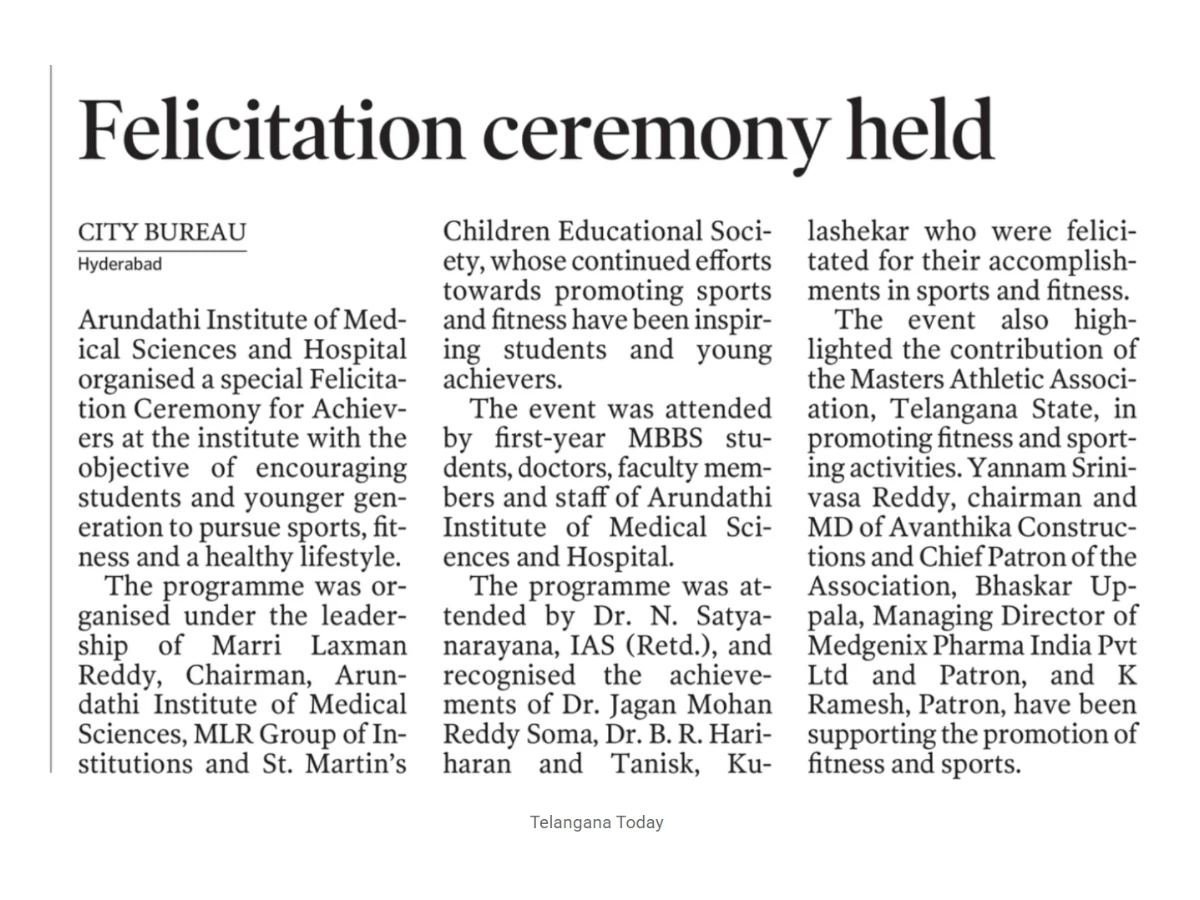 Felicitation ceremony held
CITY BUREAU
Hyderabad
Arundathi Institute of Med-
ical Sciences and Hospital
organised a special Felicita-
tion Ceremony for Achiev-
ers at the institute with the
objective of encouraging
students and younger gen-
eration to pursue sports, fit-
ness and a healthy lifestyle.
The programme was or-
ganised under the leader-
ship of Marri Laxman
Reddy, Chairman, Arun-
dathi Institute of Medical
Sciences, MLR Group of In-
stitutions and St. Martin's
Children Educational Soci-
ety, whose continued efforts
towards promoting sports
and fitness have been inspir-
ing students and young
achievers.
The event was attended
by first-year MBBS stu-
dents, doctors, faculty mem-
bers and staff of Arundathi
Institute of Medical Sci-
ences and Hospital.
The programme was at-
tended by Dr. N. Satya-
narayana, IAS (Retd.), and
recognised the achieve-
ments of Dr. Jagan Mohan
Reddy Soma, Dr. B. R. Hari-
haran and Tanisk, Ku-
lashekar who were felici-
tated for their accomplish-
ments in sports and fitness.
The event also high-
lighted the contribution of
the Masters Athletic Associ-
ation, Telangana State, in
promoting fitness and sport-
ing activities. Yannam Srini-
vasa Reddy, chairman and
MD of Avanthika Construc-
tions and Chief Patron of the
Association, Bhaskar Up-
pala, Managing Director of
Medgenix Pharma India Pvt
Ltd and Patron, and K
Ramesh, Patron, have been
supporting the promotion of
fitness and sports.
Telangana Today